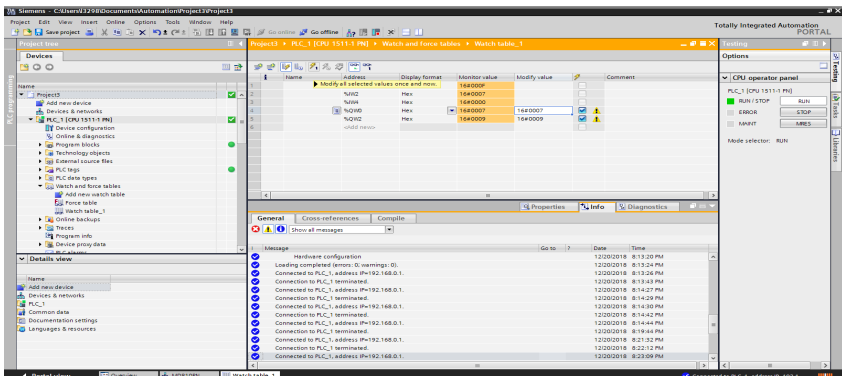 Siemens - C:\Users\3298\Documents\Automation\Project3\Project3
Project Edit View Insert Online Options Tools Window Help
Save project
Go online Go offline
Totally Integrated Automation
PORTAL
Project tree
Project3 ▸ PLC_1 [CPU 1511-1 PN] ▸ Watch and force tables ▸ Watch table_1
Testing
Devices
Options
Name
Project3
Add new device
Devices & networks
PLC_1 [CPU 1511-1 PN]
Device configuration
Online & diagnostics
Program blocks
Technology objects
External source files
PLC tags
PLC data types
Watch and force tables
Add new watch table
Force table
Watch table_1
Online backups
Traces
Program info
Device proxy data
PLC alarms
PLC programming
i Name Address Display format Monitor value Modify value Comment
1 16#000F
Modify all selected values once and now.
2 %IW2 Hex 16#0007
3 %IW4 Hex 16#0000
4 %QW0 Hex 16#0007 16#0007
5 %QW2 Hex 16#0009 16#0009
6 <Add new>
CPU operator panel
PLC_1 [CPU 1511-1 PN]
RUN / STOP RUN
ERROR STOP
MAINT MRES
Mode selector: RUN
Testing
Tasks
Libraries
Properties Info Diagnostics
General Cross-references Compile
Show all messages
Message Go to ? Date Time
Hardware configuration 12/20/2018 8:13:20 PM
Loading completed (errors: 0; warnings: 0). 12/20/2018 8:13:24 PM
Connected to PLC_1, address IP=192.168.0.1. 12/20/2018 8:13:26 PM
Connection to PLC_1 terminated. 12/20/2018 8:13:43 PM
Connected to PLC_1, address IP=192.168.0.1. 12/20/2018 8:14:27 PM
Connection to PLC_1 terminated. 12/20/2018 8:14:29 PM
Connected to PLC_1, address IP=192.168.0.1. 12/20/2018 8:14:30 PM
Connection to PLC_1 terminated. 12/20/2018 8:14:42 PM
Connected to PLC_1, address IP=192.168.0.1. 12/20/2018 8:14:44 PM
Connection to PLC_1 terminated. 12/20/2018 8:19:44 PM
Connected to PLC_1, address IP=192.168.0.1. 12/20/2018 8:21:32 PM
Connection to PLC_1 terminated. 12/20/2018 8:22:12 PM
Connected to PLC_1, address IP=192.168.0.1. 12/20/2018 8:23:09 PM
Details view
Name
Add new device
Devices & networks
PLC_1
Common data
Documentation settings
Languages & resources
Portal view Overview Watch table_1